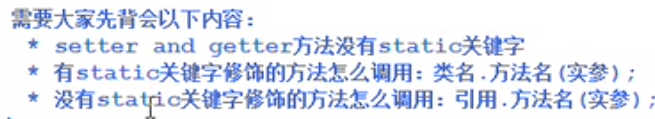 需要大家先背会以下内容:
* setter and getter方法没有static关键字
* 有static关键字修饰的方法怎么调用: 类名.方法名(实参);
* 没有static关键字修饰的方法怎么调用: 引用.方法名(实参);